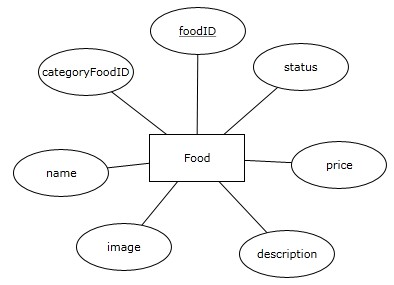 foodID
categoryFoodID
status
Food
name
price
image
description